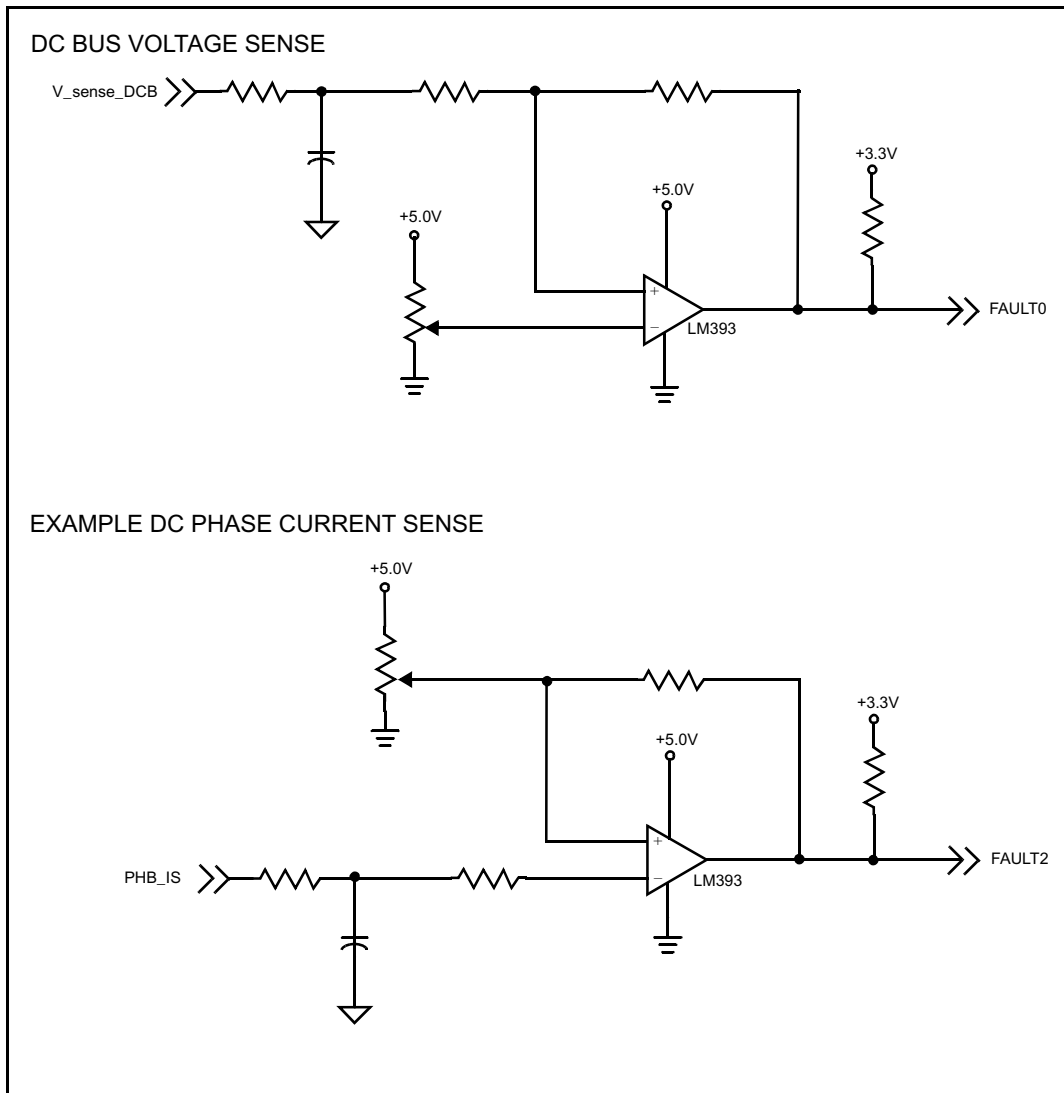 DC BUS VOLTAGE SENSE
V_sense_DCB
+3.3V
+5.0V
+5.0V
+
−
LM393
FAULT0
EXAMPLE DC PHASE CURRENT SENSE
+5.0V
+3.3V
+5.0V
+
−
LM393
FAULT2
PHB_IS